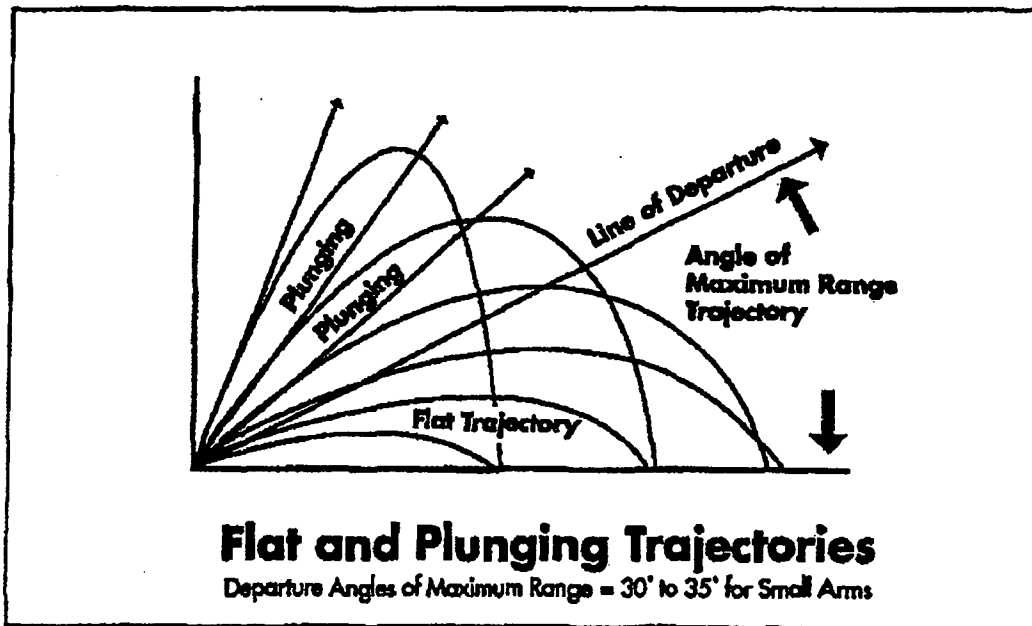 Plunging
Plunging
Line of Departure
Angle of
Maximum Range
Trajectory
Flat Trajectory
Flat and Plunging Trajectories
Departure Angles of Maximum Range = 30° to 35° for Small Arms